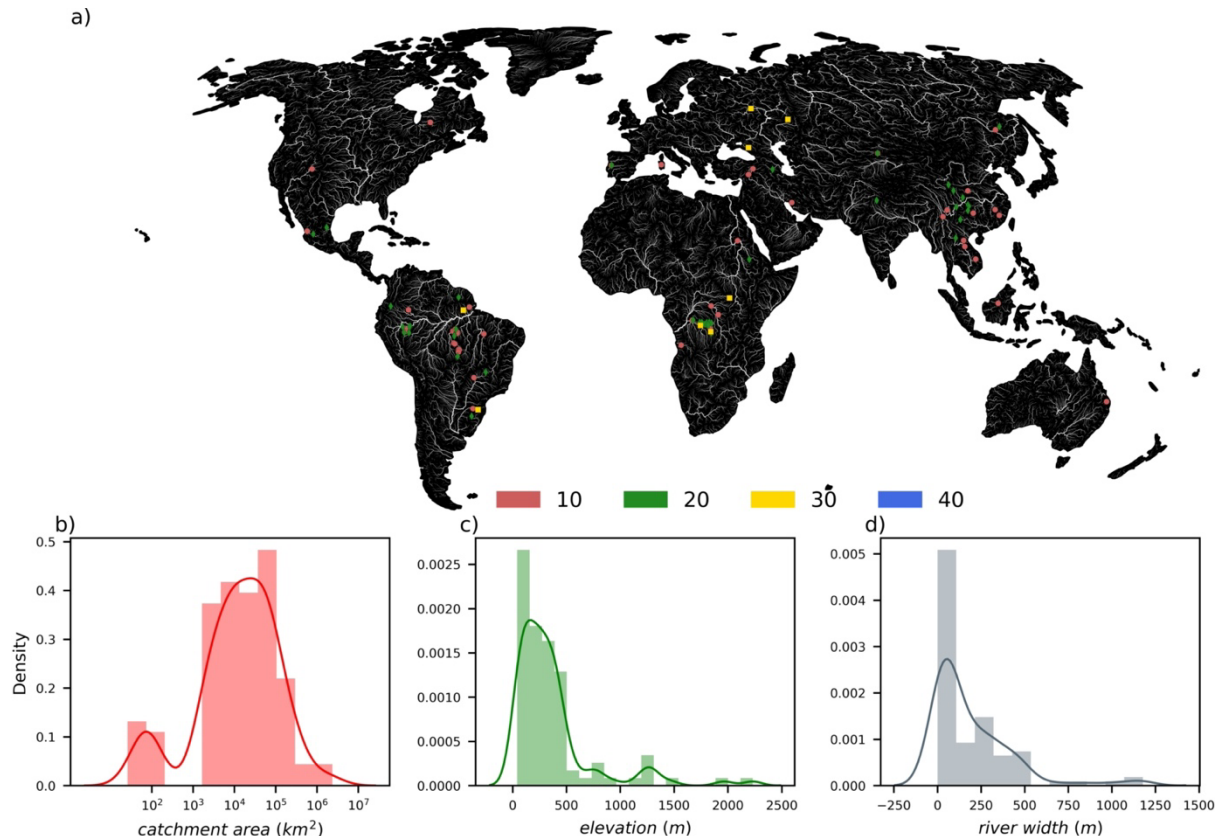 a)
10 20 30 40
b) c) d)
Density
0.5
0.4
0.3
0.2
0.1
0.0
10² 10³ 10⁴ 10⁵ 10⁶ 10⁷
catchment area (km²)
0.0025
0.0020
0.0015
0.0010
0.0005
0.0000
0 500 1000 1500 2000 2500
elevation (m)
0.005
0.004
0.003
0.002
0.001
0.000
−250 0 250 500 750 1000 1250 1500
river width (m)